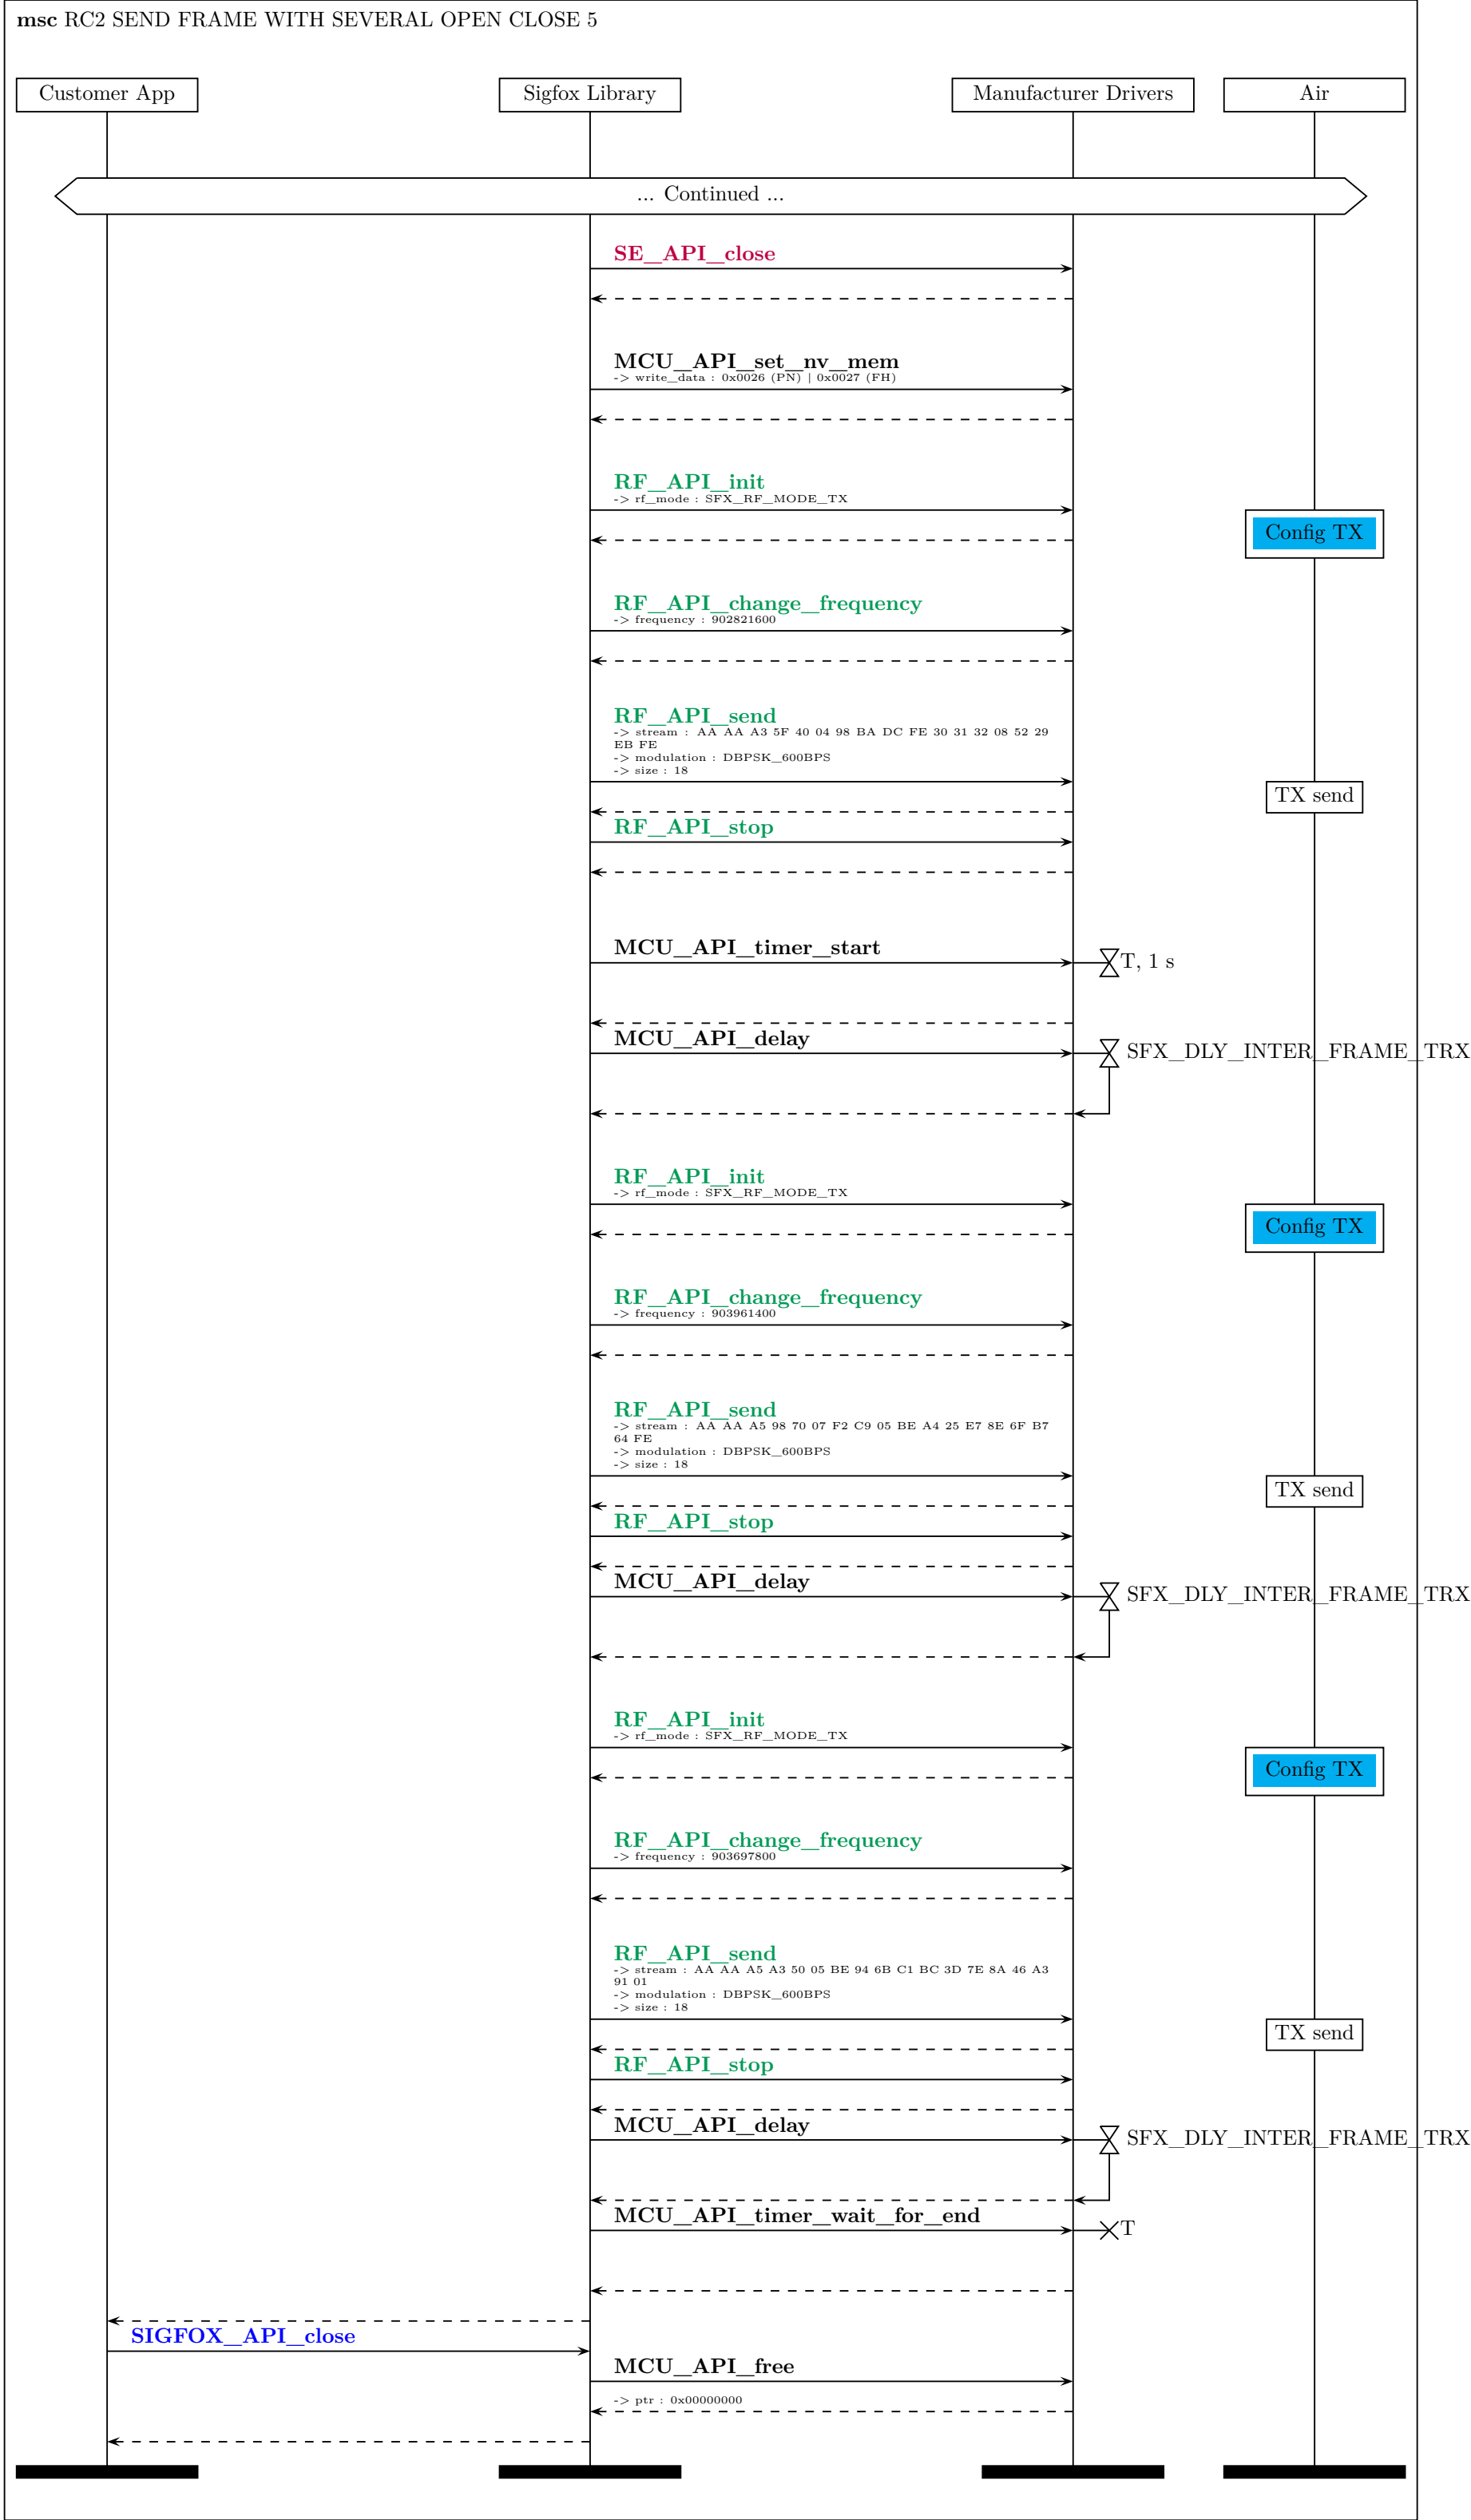 msc RC2 SEND FRAME WITH SEVERAL OPEN CLOSE 5
Customer App
Sigfox Library
Manufacturer Drivers
Air
... Continued ...
SE_API_close
MCU_API_set_nv_mem
-> write_data : 0x0026 (PN) | 0x0027 (FH)
RF_API_init
-> rf_mode : SFX_RF_MODE_TX
Config TX
RF_API_change_frequency
-> frequency : 902821600
RF_API_send
-> stream : AA AA A3 5F 40 04 98 BA DC FE 30 31 32 08 52 29
EB FE
-> modulation : DBPSK_600BPS
-> size : 18
TX send
RF_API_stop
MCU_API_timer_start
T, 1 s
MCU_API_delay
SFX_DLY_INTER_FRAME_TRX
RF_API_init
-> rf_mode : SFX_RF_MODE_TX
Config TX
RF_API_change_frequency
-> frequency : 903961400
RF_API_send
-> stream : AA AA A5 98 70 07 F2 C9 05 BE A4 25 E7 8E 6F B7
64 FE
-> modulation : DBPSK_600BPS
-> size : 18
TX send
RF_API_stop
MCU_API_delay
SFX_DLY_INTER_FRAME_TRX
RF_API_init
-> rf_mode : SFX_RF_MODE_TX
Config TX
RF_API_change_frequency
-> frequency : 903697800
RF_API_send
-> stream : AA AA A5 A3 50 05 BE 94 6B C1 BC 3D 7E 8A 46 A3
91 01
-> modulation : DBPSK_600BPS
-> size : 18
TX send
RF_API_stop
MCU_API_delay
SFX_DLY_INTER_FRAME_TRX
MCU_API_timer_wait_for_end
T
SIGFOX_API_close
MCU_API_free
-> ptr : 0x00000000